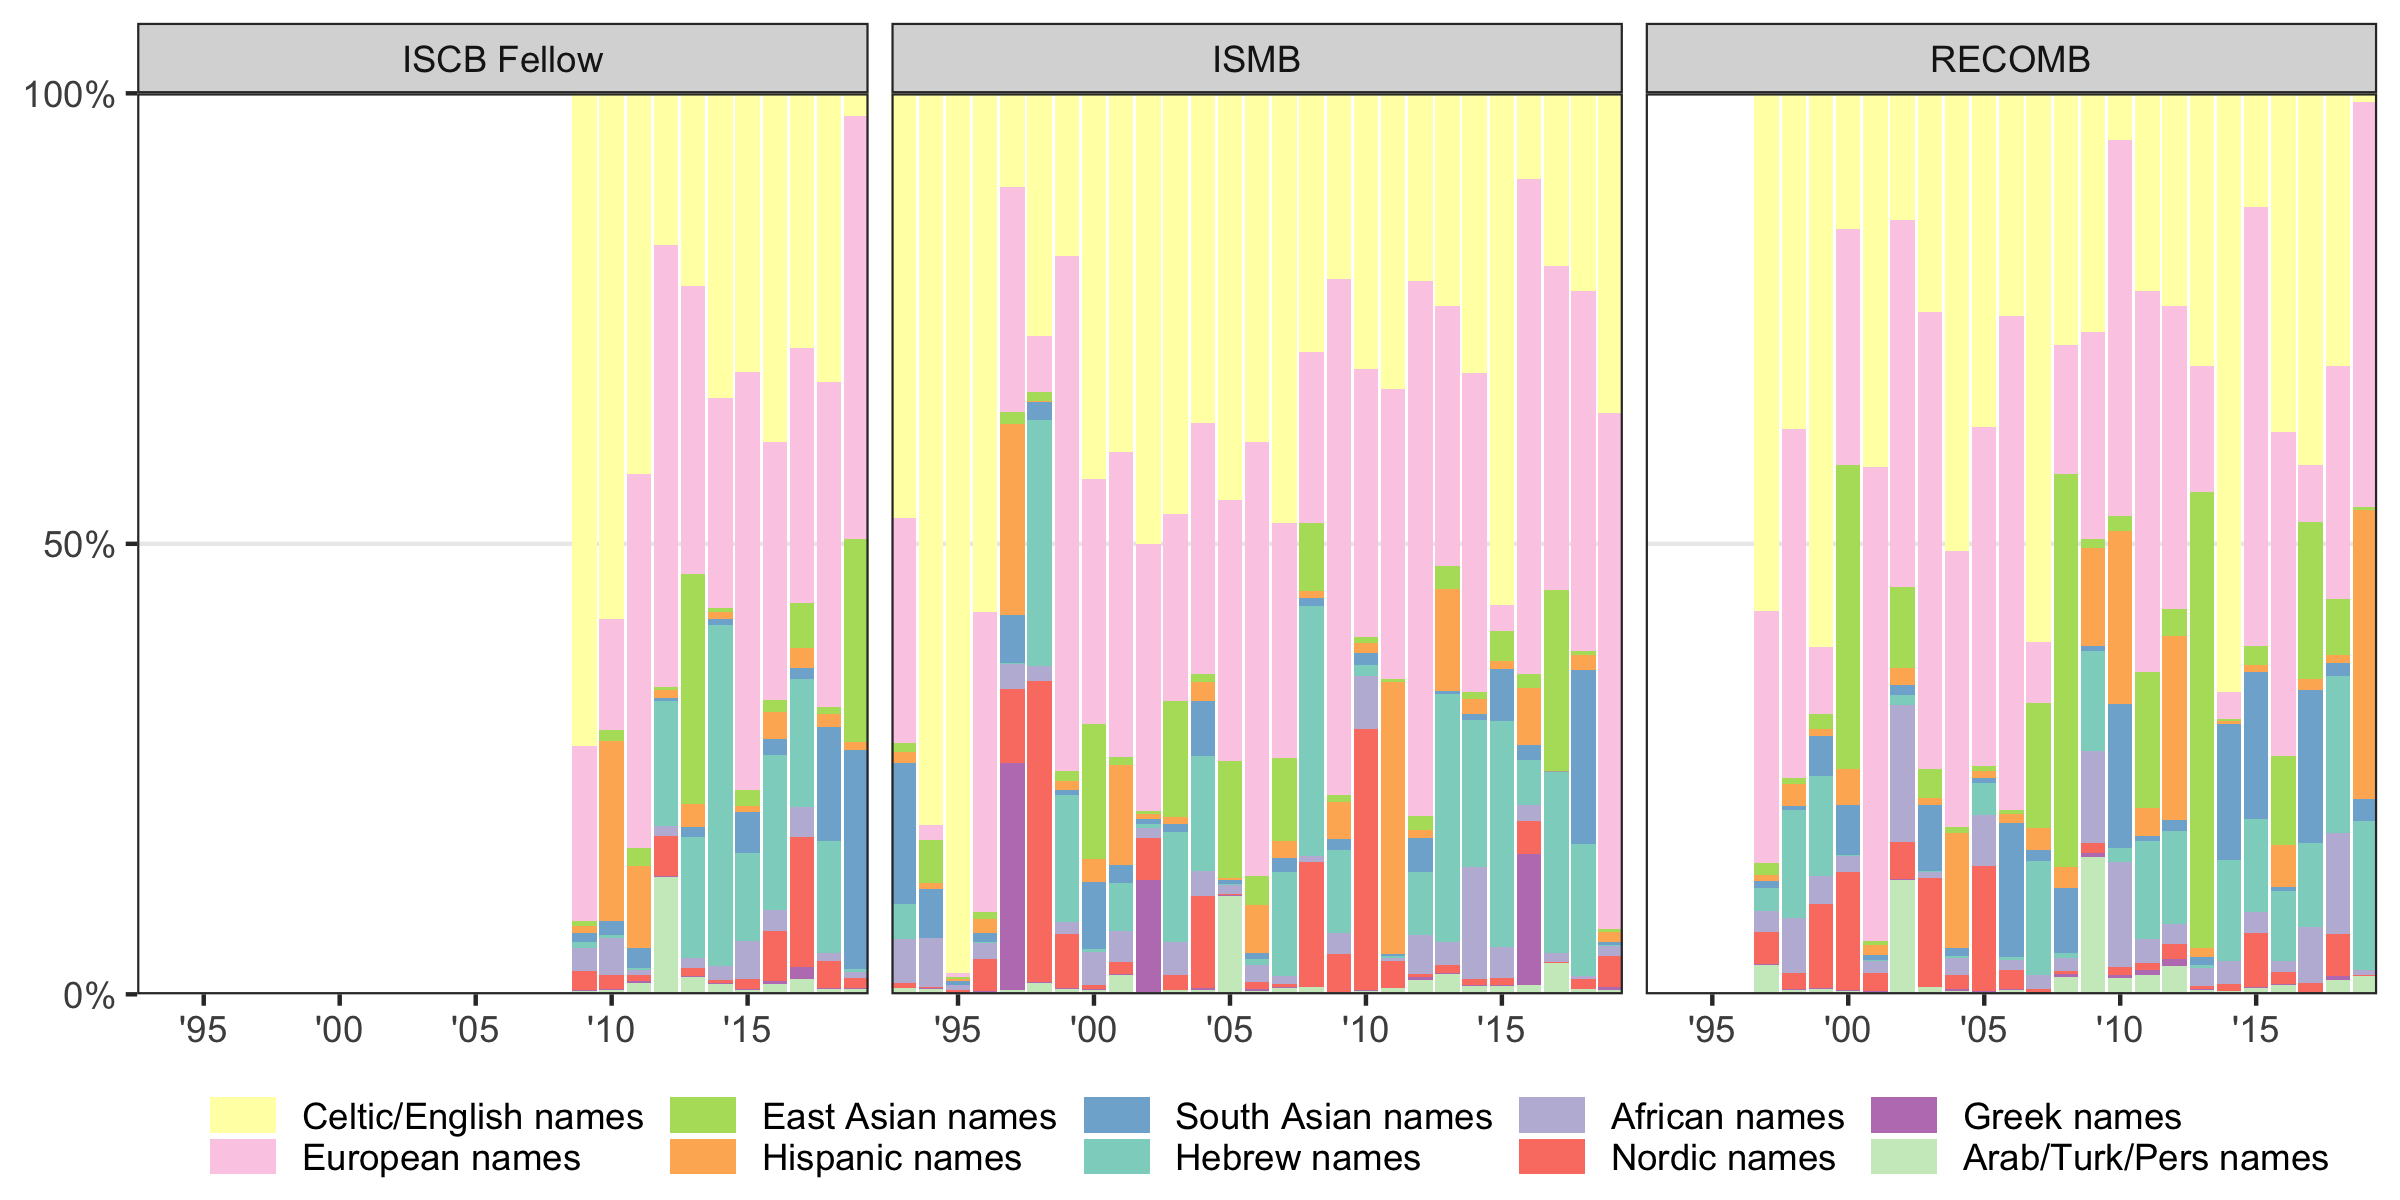 ISCB Fellow ISMB RECOMB
100%
50%
0%
'95 '00 '05 '10 '15 '95 '00 '05 '10 '15 '95 '00 '05 '10 '15
Celtic/English names East Asian names South Asian names African names Greek names
European names Hispanic names Hebrew names Nordic names Arab/Turk/Pers names